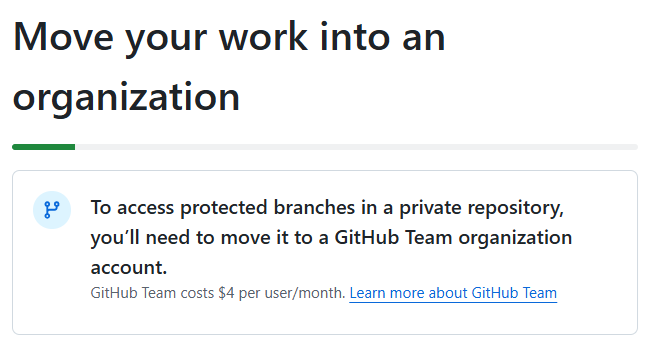 Move your work into an
organization
To access protected branches in a private repository,
you’ll need to move it to a GitHub Team organization
account.
GitHub Team costs $4 per user/month. Learn more about GitHub Team